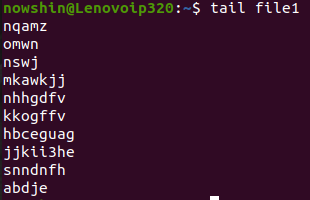 nowshin@Lenovoip320:~$ tail file1
nqamz
omwn
nswj
mkawkjj
nhhgdfv
kkogffv
hbceguag
jjkii3he
snndnfh
abdje